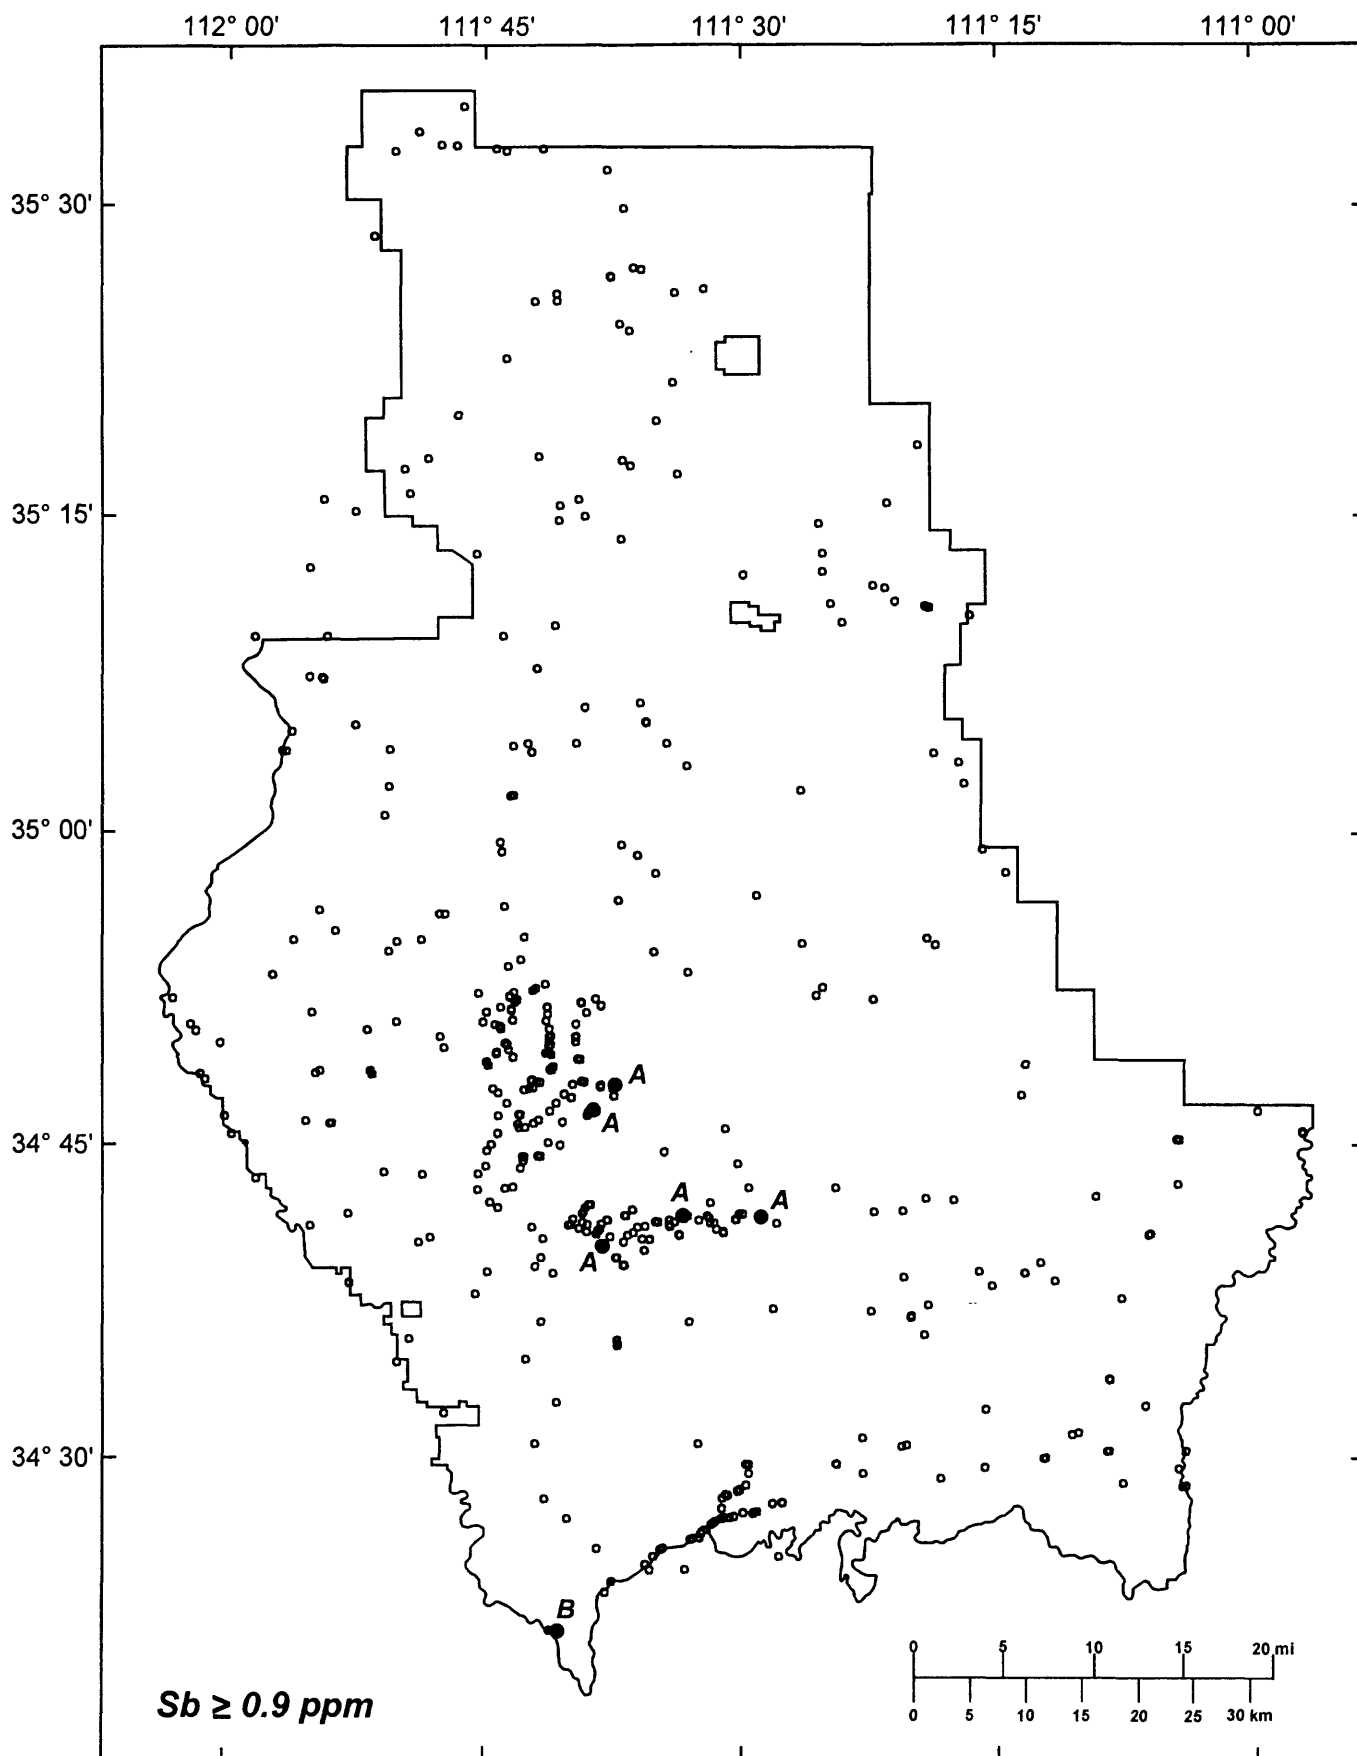 112° 00' 111° 45' 111° 30' 111° 15' 111° 00'
35° 30'
35° 15'
35° 00'
A
A
34° 45'
A A
A
34° 30'
B
0 5 10 15 20 mi
Sb ≥ 0.9 ppm
0 5 10 15 20 25 30 km